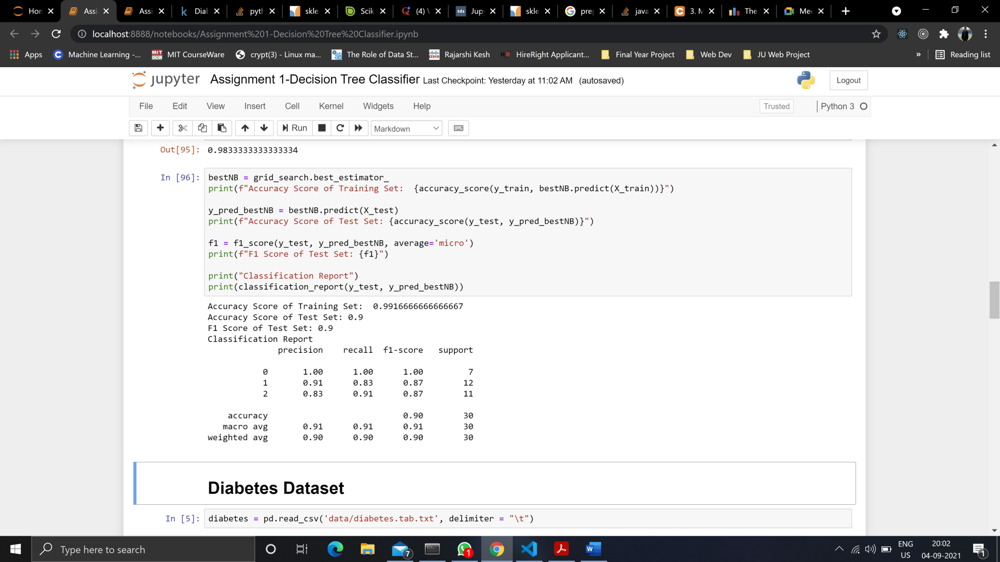 Hon
Assi
Assi
Dial
pyth
skle
Scik
(4)
Jup
skle
pre
java
3. M
The
Mee
localhost:8888/notebooks/Assignment%201-Decision%20Tree%20Classifier.ipynb
Apps
Machine Learning -...
MIT CourseWare
crypt(3) - Linux ma...
The Role of Data St...
Rajarshi Kesh
HireRight Applicant...
Final Year Project
Web Dev
JU Web Project
»
Reading list
jupyter
Assignment 1-Decision Tree Classifier Last Checkpoint: Yesterday at 11:02 AM (autosaved)
Logout
File Edit View Insert Cell Kernel Widgets Help
Trusted
Python 3
Run
Markdown
Out[95]: 0.9833333333333334
In [96]: bestNB = grid_search.best_estimator_
print(f"Accuracy Score of Training Set:  {accuracy_score(y_train, bestNB.predict(X_train))}")
y_pred_bestNB = bestNB.predict(X_test)
print(f"Accuracy Score of Test Set: {accuracy_score(y_test, y_pred_bestNB)}")
f1 = f1_score(y_test, y_pred_bestNB, average='micro')
print(f"F1 Score of Test Set: {f1}")
print("Classification Report")
print(classification_report(y_test, y_pred_bestNB))
Accuracy Score of Training Set:  0.9916666666666667
Accuracy Score of Test Set: 0.9
F1 Score of Test Set: 0.9
Classification Report
precision recall f1-score support
0 1.00 1.00 1.00 7
1 0.91 0.83 0.87 12
2 0.83 0.91 0.87 11
accuracy 0.90 30
macro avg 0.91 0.91 0.91 30
weighted avg 0.90 0.90 0.90 30
Diabetes Dataset
In [5]: diabetes = pd.read_csv('data/diabetes.tab.txt', delimiter = "\t")
Type here to search
7
1
ENG
US
20:02
04-09-2021
1